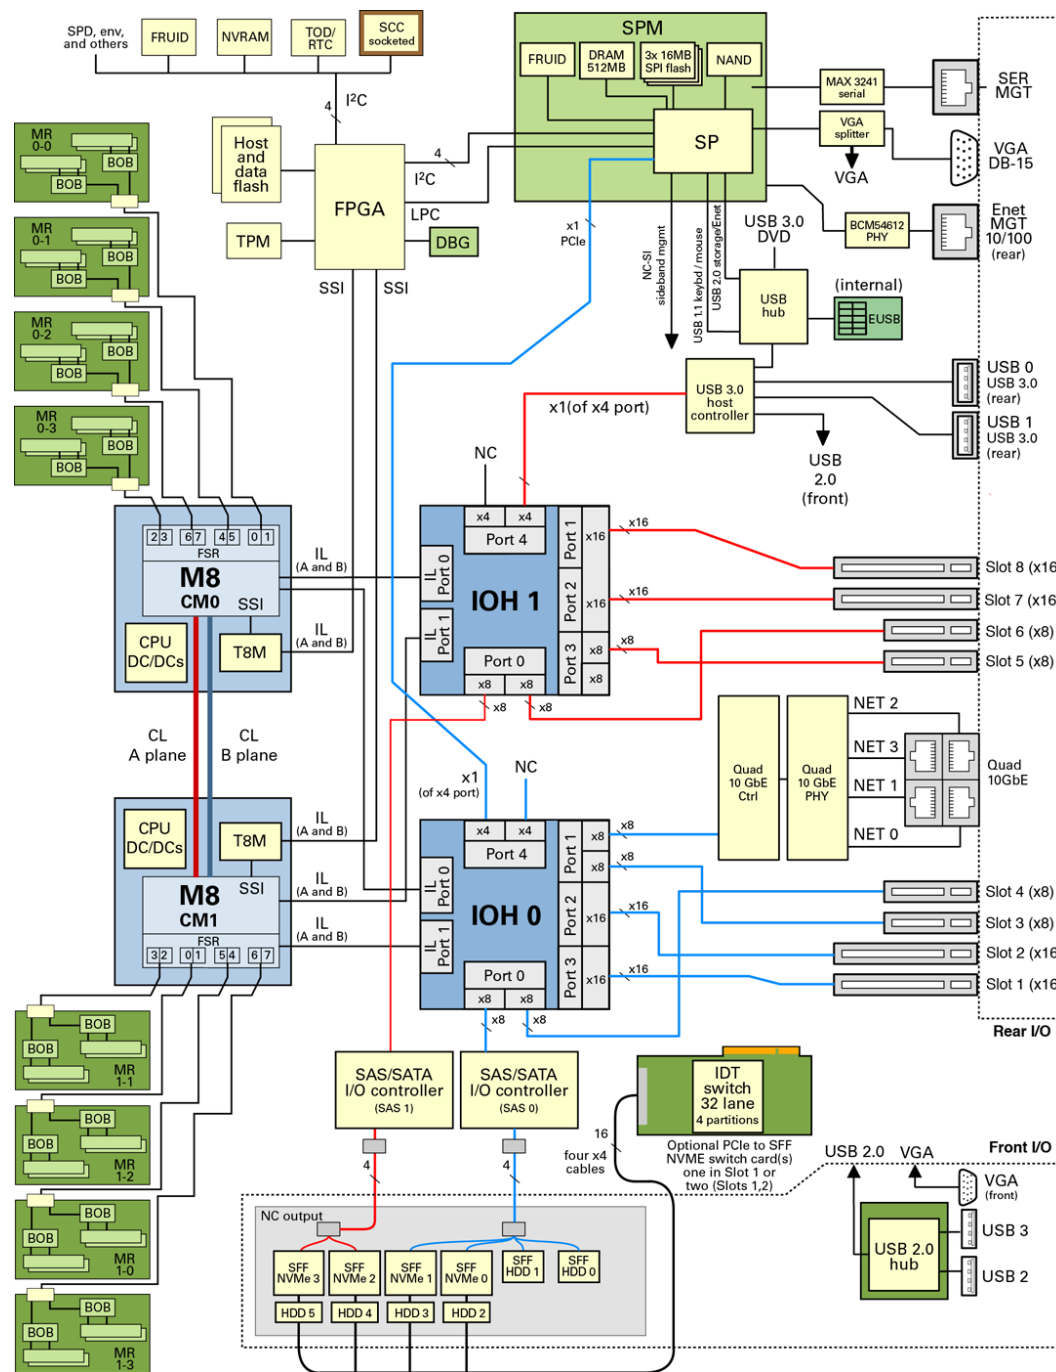 SPD, env,
and others
FRUID
NVRAM
TOD/
RTC
SCC
socketed
4
I²C
Host
and
data
flash
TPM
FPGA
4
I²C
LPC
DBG
SSI
SSI
SPM
FRUID
DRAM
512MB
3x 16MB
SPI flash
NAND
SP
x1
PCIe
NC-SI
sideband mgmt
USB 1.1 keybd / mouse
USB 2.0 storage/Enet
MAX 3241
serial
VGA
splitter
VGA
BCM54612
PHY
USB 3.0
DVD
USB
hub
(internal)
EUSB
USB 3.0
host
controller
USB
2.0
(front)
SER
MGT
VGA
DB-15
Enet
MGT
10/100
(rear)
USB 0
USB 3.0
(rear)
USB 1
USB 3.0
(rear)
MR
0-0
BOB
BOB
MR
0-1
BOB
BOB
MR
0-2
BOB
BOB
MR
0-3
BOB
BOB
2 3
6 7
4 5
0 1
FSR
M8
CM0
SSI
CPU
DC/DCs
T8M
IL
(A and B)
IL
(A and B)
CL
A plane
CL
B plane
x1(of x4 port)
NC
x4
x4
Port 4
IL
Port 0
IL
Port 1
IOH 1
Port 1
x16
Port 2
x16
Port 3
x8
x8
Port 0
x8
x8
x16
x16
x8
x8
x8
Slot 8 (x16
Slot 7 (x16
Slot 6 (x8)
Slot 5 (x8)
CPU
DC/DCs
T8M
SSI
M8
CM1
FSR
3 2
0 1
5 4
6 7
IL
(A and B)
IL
(A and B)
IL
(A and B)
x1
(of x4 port)
NC
x4
x4
Port 4
IL
Port 0
IL
Port 1
IOH 0
Port 1
x8
x8
Port 2
x16
Port 3
x16
Port 0
x8
x8
x8
x8
x16
x16
x8
x8
Quad
10 GbE
Ctrl
Quad
10 GbE
PHY
NET 2
NET 3
NET 1
NET 0
Quad
10GbE
Slot 4 (x8)
Slot 3 (x8)
Slot 2 (x16
Slot 1 (x16
Rear I/O
BOB
BOB
MR
1-1
BOB
BOB
MR
1-2
BOB
BOB
MR
1-0
BOB
BOB
MR
1-3
SAS/SATA
I/O controller
(SAS 1)
SAS/SATA
I/O controller
(SAS 0)
4
4
16
four x4
cables
IDT
switch
32 lane
4 partitions
Optional PCIe to SFF
NVME switch card(s)
one in Slot 1 or
two (Slots 1,2)
NC output
SFF
NVMe 3
SFF
NVMe 2
SFF
NVMe 1
SFF
NVMe 0
SFF
HDD 1
SFF
HDD 0
HDD 5
HDD 4
HDD 3
HDD 2
Front I/O
USB 2.0
VGA
VGA
(front)
USB 2.0
hub
USB 3
USB 2